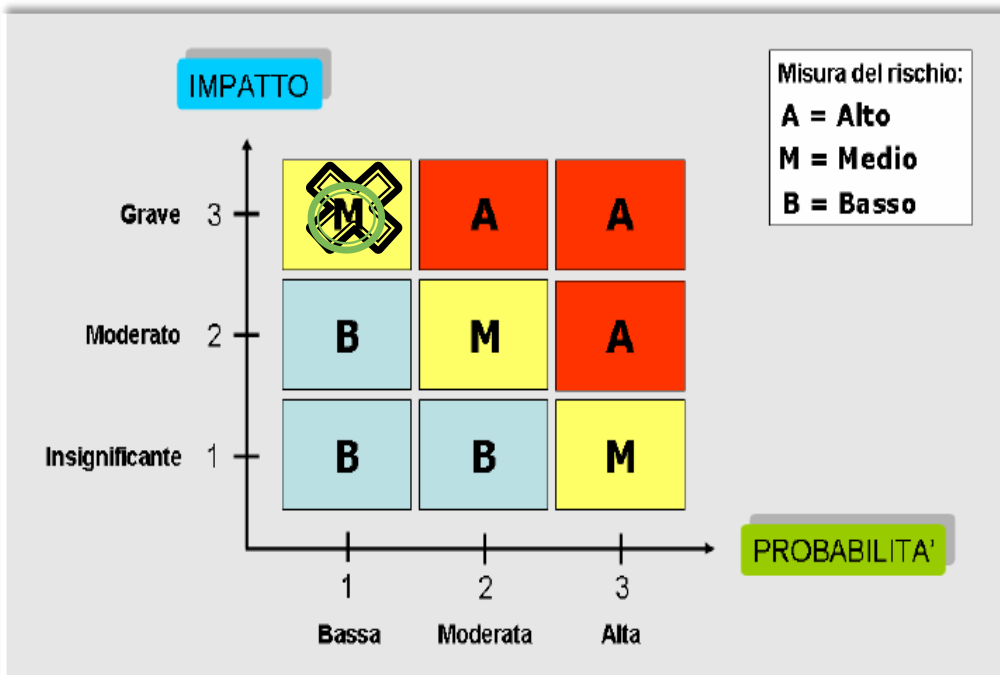 IMPATTO
Misura del rischio:
A = Alto
M = Medio
B = Basso
Grave 3 M A A
Moderato 2 B M A
Insignificante 1 B B M
PROBABILITA'
1 2 3
Bassa Moderata Alta